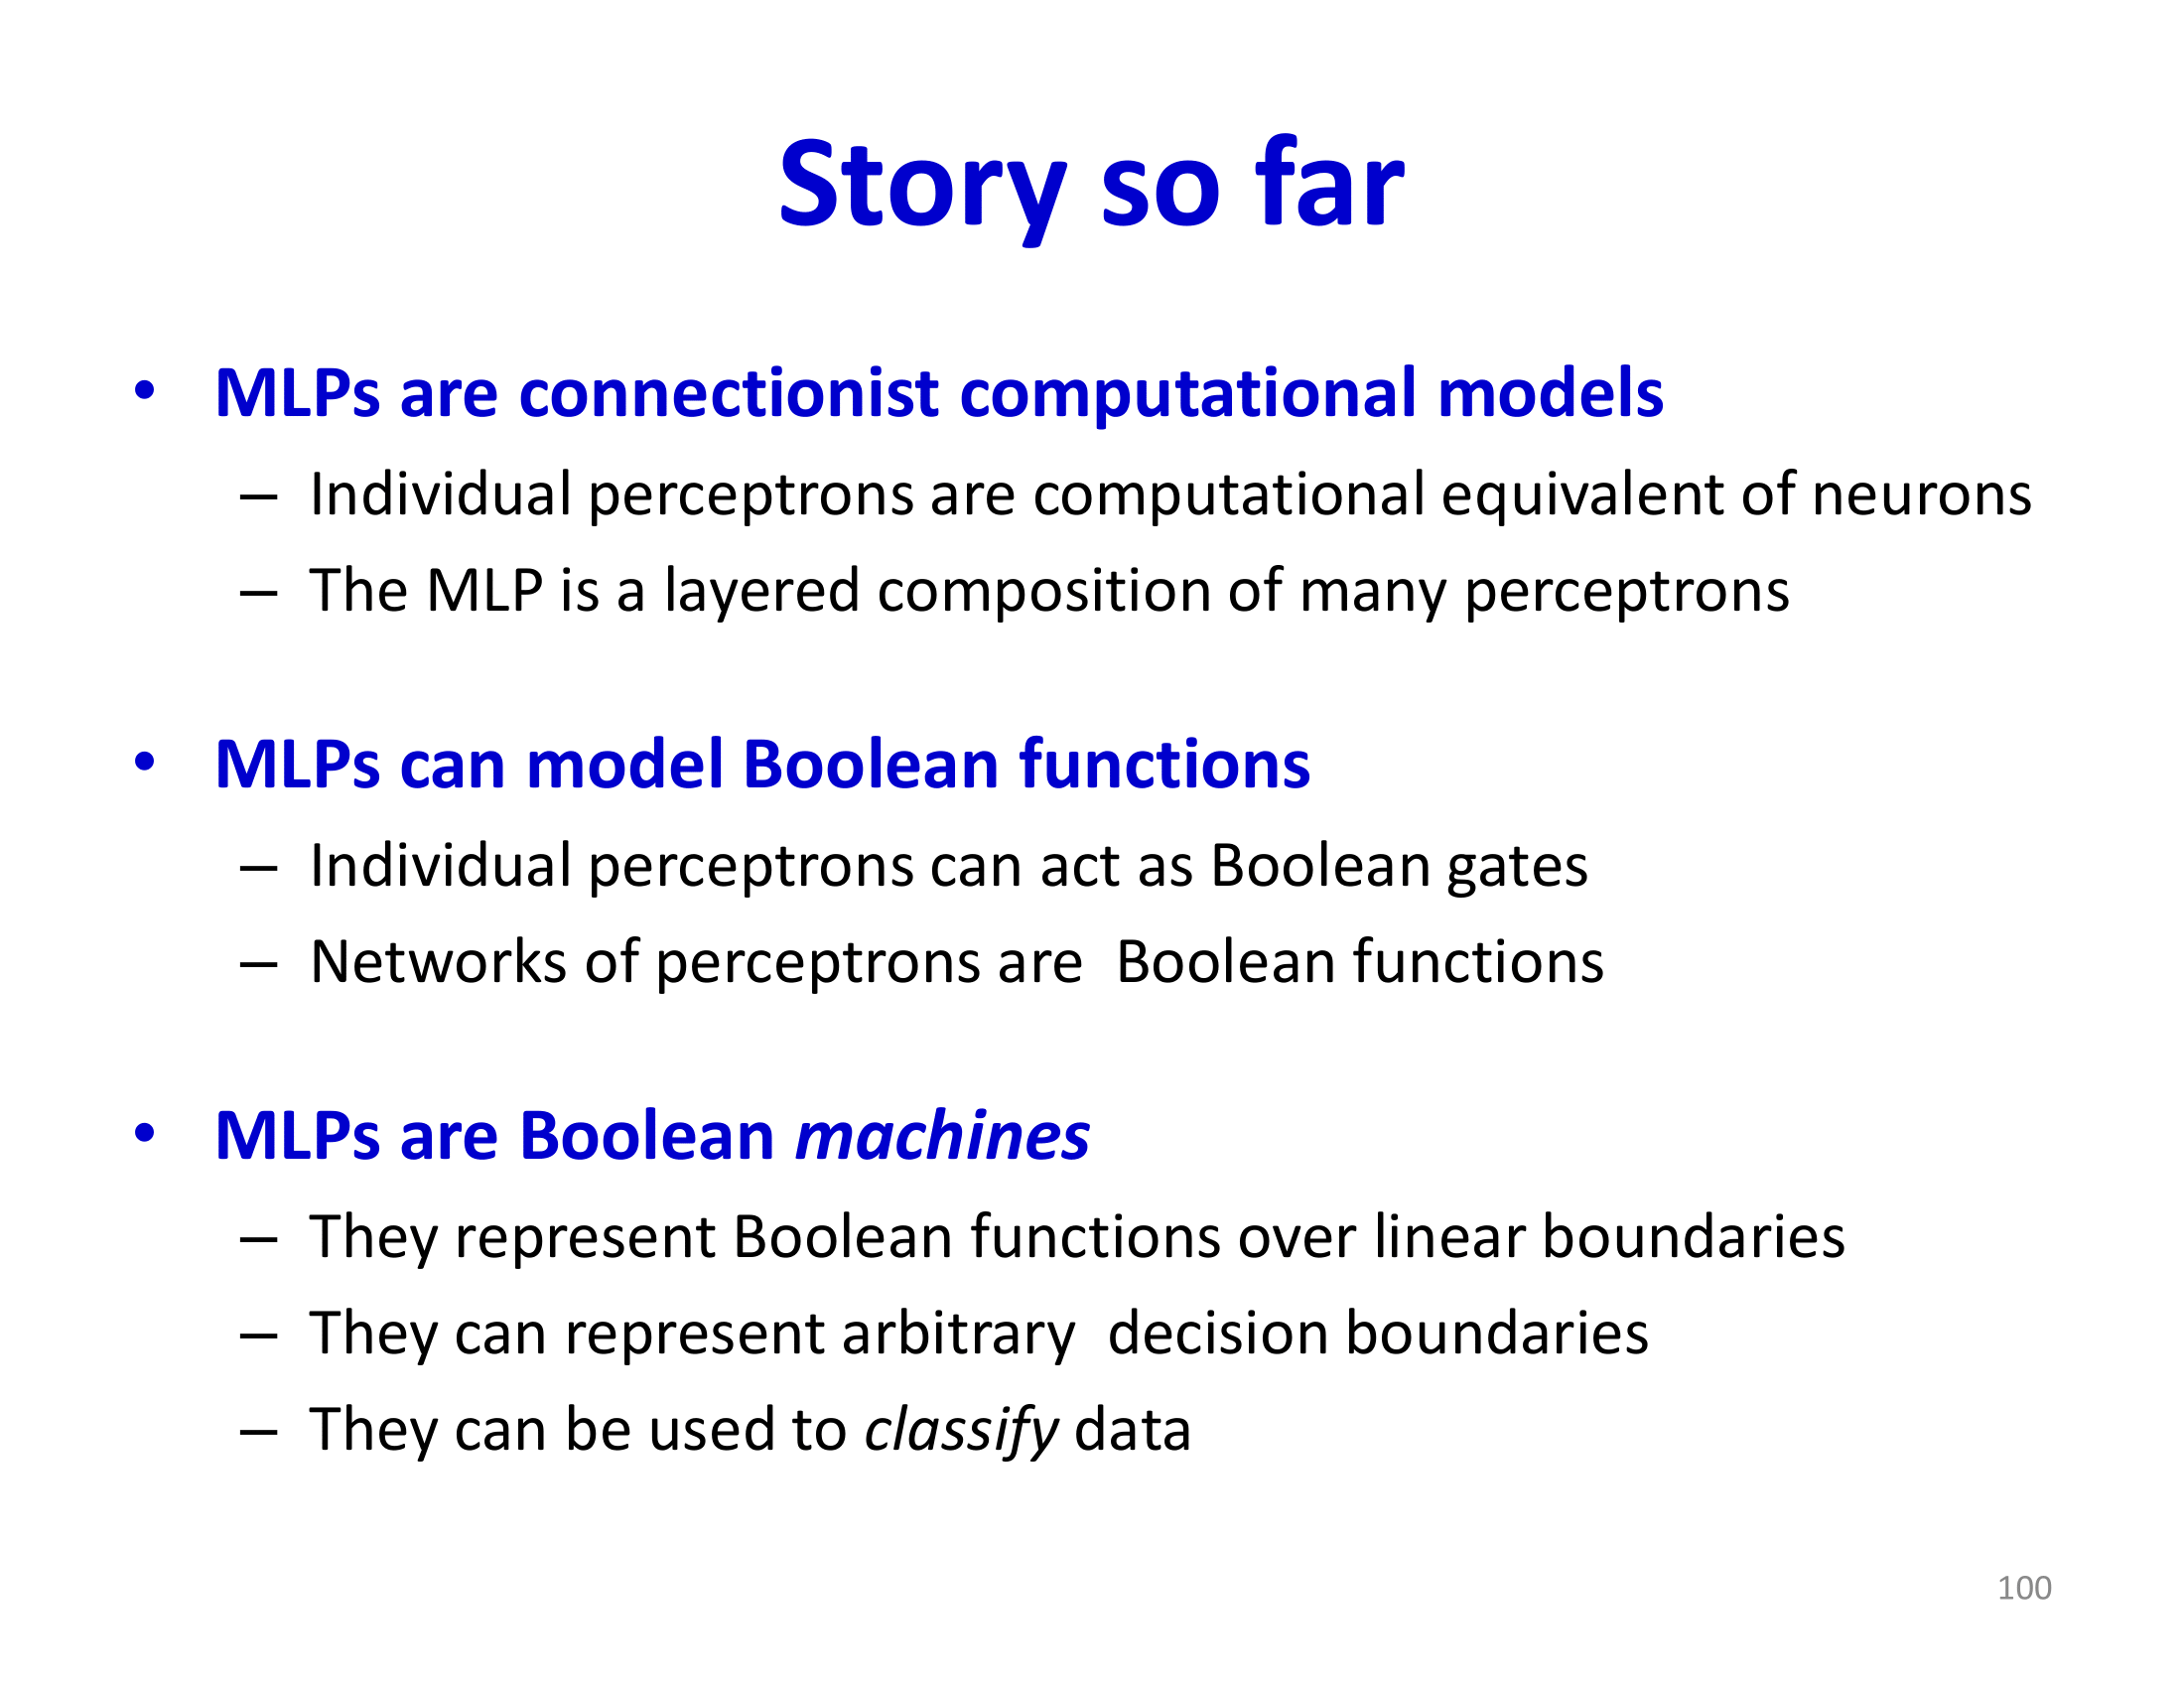 Story so far
• MLPs are connectionist computational models
– Individual perceptrons are computational equivalent of neurons
– The MLP is a layered composition of many perceptrons
• MLPs can model Boolean functions
– Individual perceptrons can act as Boolean gates
– Networks of perceptrons are  Boolean functions
• MLPs are Boolean machines
– They represent Boolean functions over linear boundaries
– They can represent arbitrary  decision boundaries
– They can be used to classify data
100